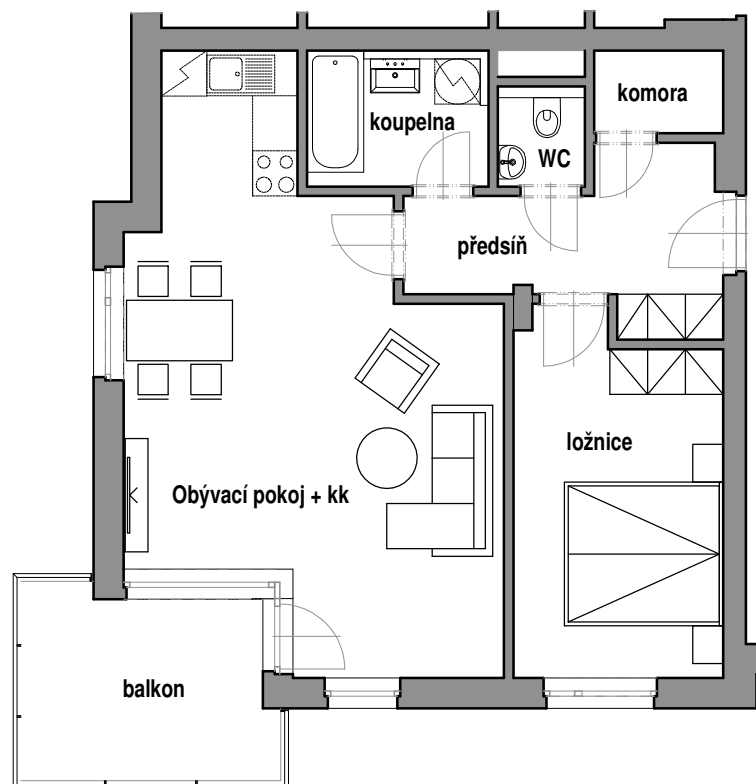 komora
koupelna
WC
předsíň
ložnice
Obývací pokoj + kk
balkon